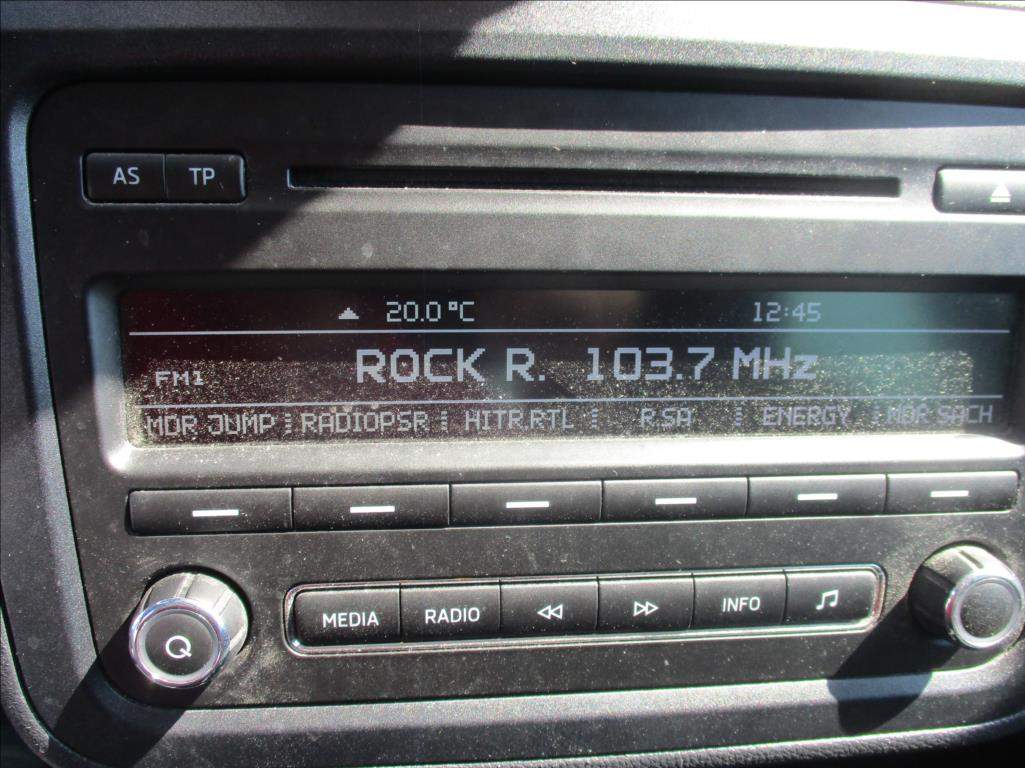 AS TP
20.0°C 12:45
FM1 ROCK R. 103.7 MHz
MDR JUMP RADIOPSR HITR.RTL R.SA ENERGY MDR SACH
MEDIA RADIO INFO
Q